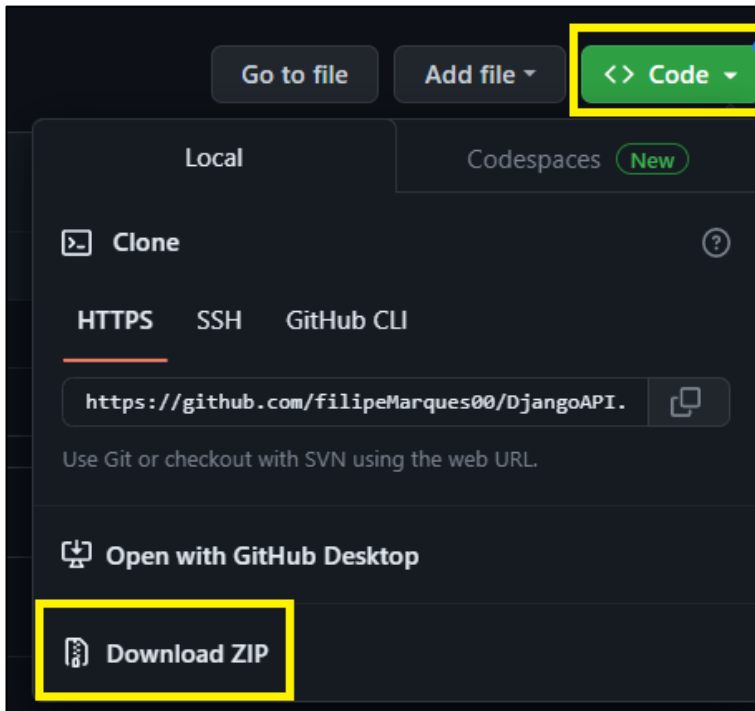 Go to file Add file <> Code
Local Codespaces New
Clone
HTTPS SSH GitHub CLI
https://github.com/filipeMarques00/DjangoAPI.
Use Git or checkout with SVN using the web URL.
Open with GitHub Desktop
Download ZIP